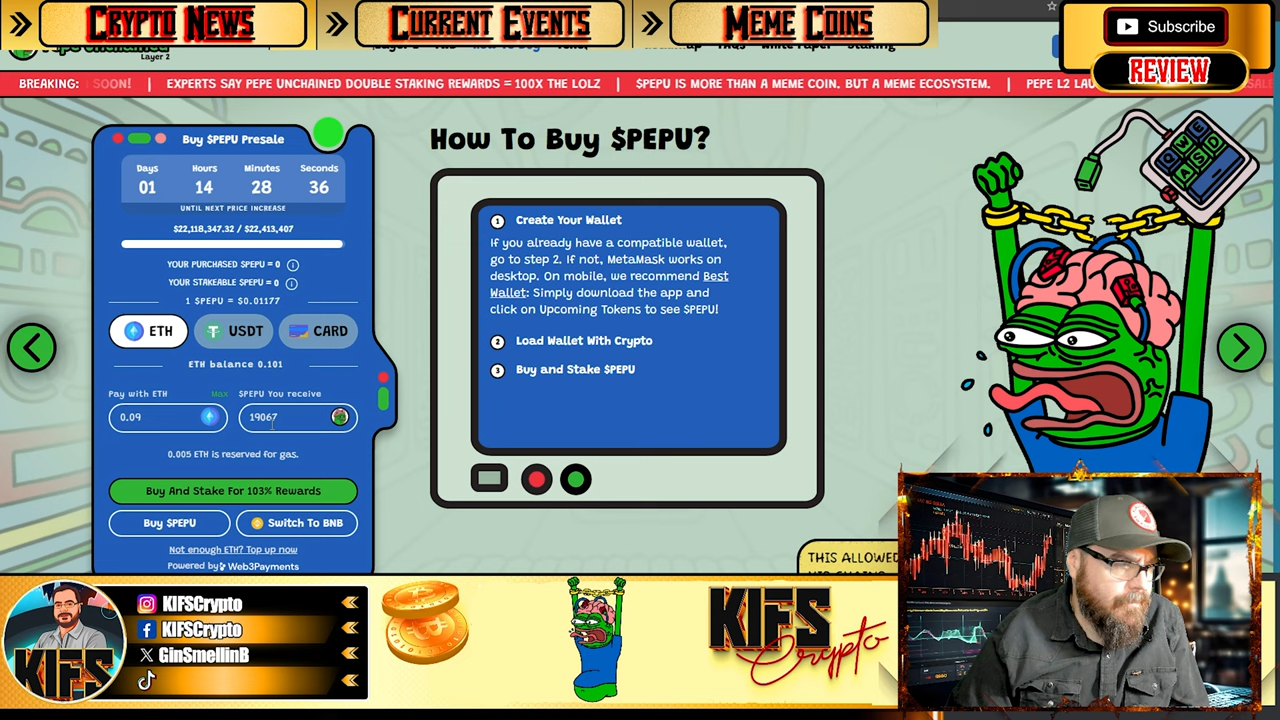 CRYPTO NEWS
CURRENT EVENTS
MEME COINS
Subscribe
REVIEW
Layer 2
BREAKING:
SOON! | EXPERTS SAY PEPE UNCHAINED DOUBLE STAKING REWARDS = 100X THE LOLZ | $PEPU IS MORE THAN A MEME COIN, BUT A MEME ECOSYSTEM. | PEPE L2
Buy $PEPU Presale
Days Hours Minutes Seconds
01 14 28 36
UNTIL NEXT PRICE INCREASE
$22,118,347.32 / $22,413,407
YOUR PURCHASED $PEPU = 0
YOUR STAKEABLE $PEPU = 0
1 $PEPU = $0.01177
ETH USDT CARD
ETH balance 0.101
Pay with ETH Max $PEPU You receive
0.09 19067
0.005 ETH is reserved for gas.
Buy And Stake For 103% Rewards
Buy $PEPU Switch To BNB
Not enough ETH? Top up now
Powered by Web3Payments
How To Buy $PEPU?
1 Create Your Wallet
If you already have a compatible wallet,
go to step 2. If not, MetaMask works on
desktop. On mobile, we recommend Best
Wallet: Simply download the app and
click on Upcoming Tokens to see $PEPU!
2 Load Wallet With Crypto
3 Buy and Stake $PEPU
W E
A S D
THIS ALLOWED
KIFS
KIFSCrypto
KIFSCrypto
GinSmellinB
KIFS
Crypto